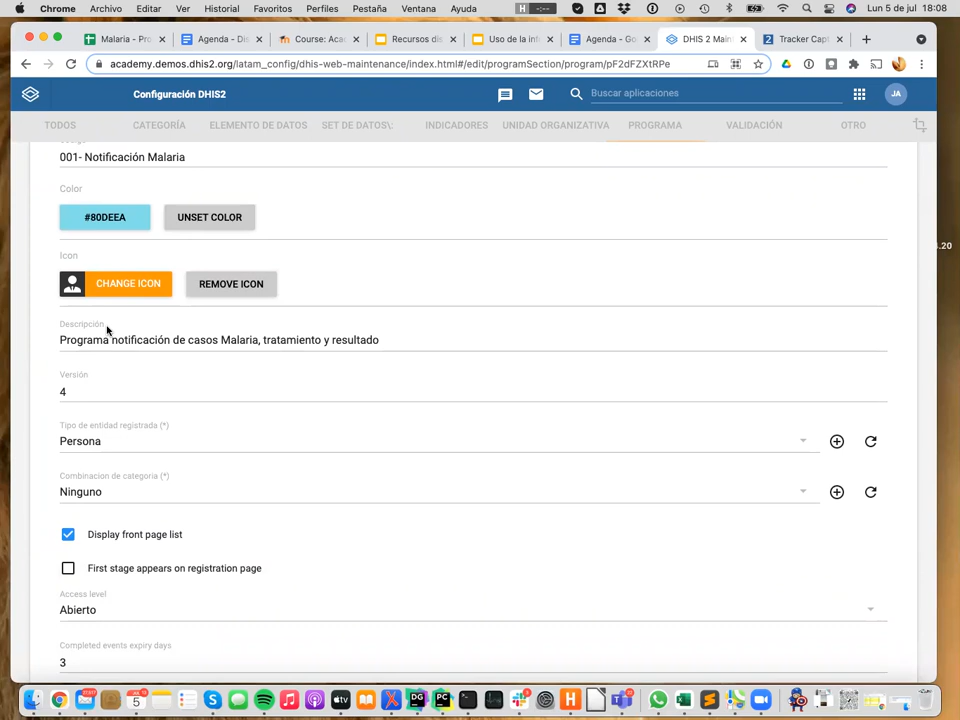 Chrome Archivo Editar Ver Historial Favoritos Perfiles Pestaña Ventana Ayuda H Lun 5 de jul 18:08
Malaria - Pro Agenda - Dis Course: Aca Recursos dis Uso de la inf Agenda - Go DHIS 2 Main Tracker Capt
academy.demos.dhis2.org/latam_config/dhis-web-maintenance/index.html#/edit/programSection/program/pF2dFZXtRPe
Configuración DHIS2 Buscar aplicaciones JA
TODOS CATEGORÍA ELEMENTO DE DATOS SET DE DATOS\; INDICADORES UNIDAD ORGANIZATIVA PROGRAMA VALIDACIÓN OTRO
001- Notificación Malaria
Color
#80DEEA UNSET COLOR
Icon
CHANGE ICON REMOVE ICON
Descripción
Programa notificación de casos Malaria, tratamiento y resultado
Versión
4
Tipo de entidad registrada (*)
Persona
Combinacion de categoria (*)
Ninguno
Display front page list
First stage appears on registration page
Access level
Abierto
Completed events expiry days
3